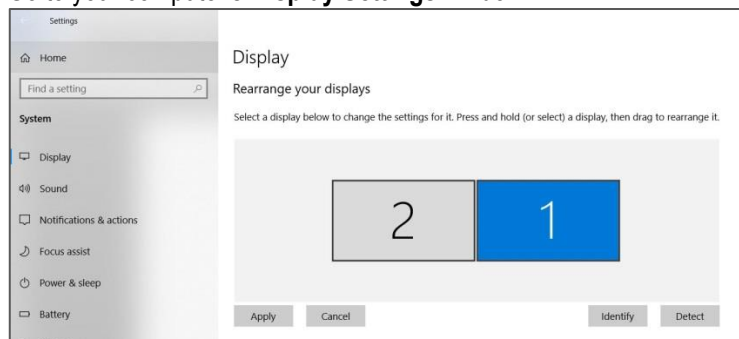 Settings
Home
Find a setting
System
Display
Sound
Notifications & actions
Focus assist
Power & sleep
Battery
Display
Rearrange your displays
Select a display below to change the settings for it. Press and hold (or select) a display, then drag to rearrange it.
2 1
Apply Cancel Identify Detect